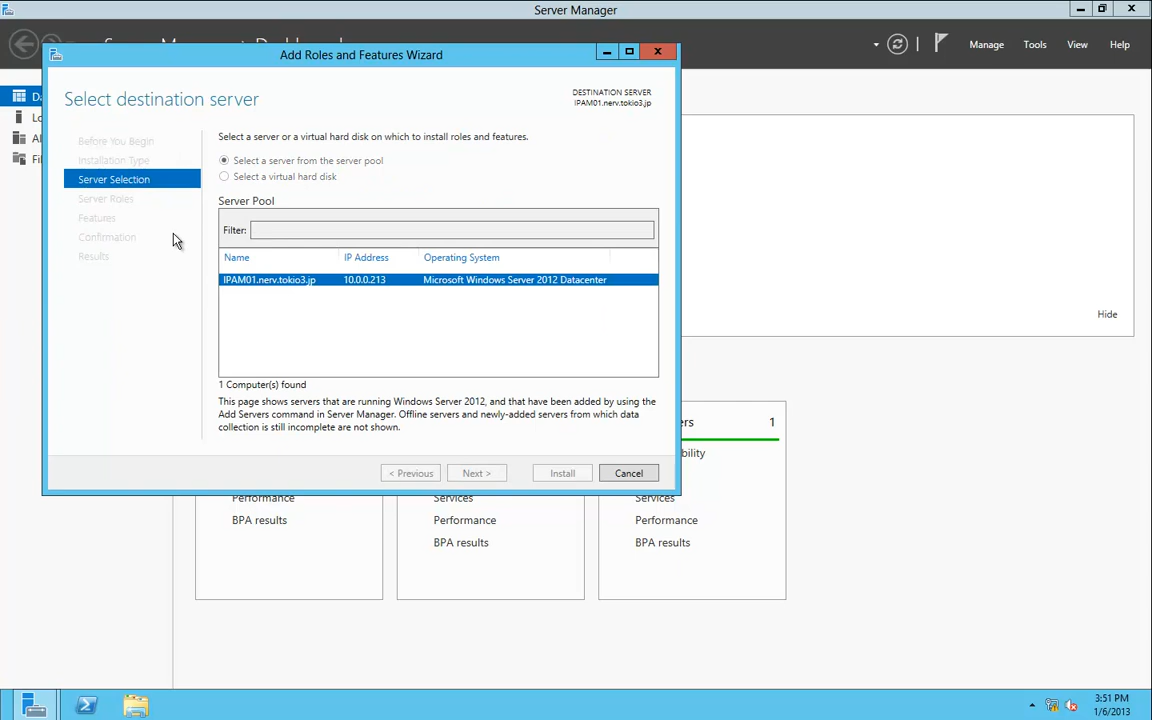 Server Manager
Manage
Tools
View
Help
Add Roles and Features Wizard
Select destination server
DESTINATION SERVER
IPAM01.nerv.tokio3.jp
Before You Begin
Installation Type
Server Selection
Server Roles
Features
Confirmation
Results
Select a server or a virtual hard disk on which to install roles and features.
Select a server from the server pool
Select a virtual hard disk
Server Pool
Filter:
Name IP Address Operating System
IPAM01.nerv.tokio3.jp 10.0.0.213 Microsoft Windows Server 2012 Datacenter
1 Computer(s) found
This page shows servers that are running Windows Server 2012, and that have been added by using the
Add Servers command in Server Manager. Offline servers and newly-added servers from which data
collection is still incomplete are not shown.
< Previous
Next >
Install
Cancel
Hide
ers 1
bility
Performance
BPA results
Services
Performance
BPA results
Services
Performance
BPA results
3:51 PM
1/6/2013